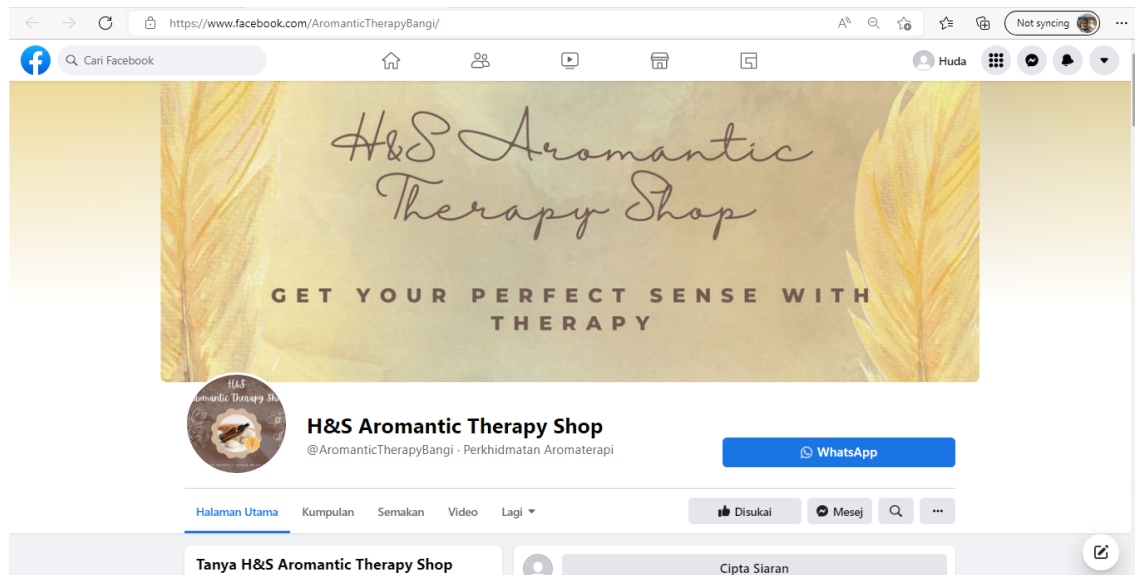 https://www.facebook.com/AromanticTherapyBangi/
Not syncing
Cari Facebook
Huda
H&S Aromantic
Therapy Shop
GET YOUR PERFECT SENSE WITH
THERAPY
H&S
H&S Aromantic Therapy Shop
@AromanticTherapyBangi · Perkhidmatan Aromaterapi
WhatsApp
Halaman Utama
Kumpulan
Semakan
Video
Lagi
Disukai
Mesej
Tanya H&S Aromantic Therapy Shop
Cipta Siaran